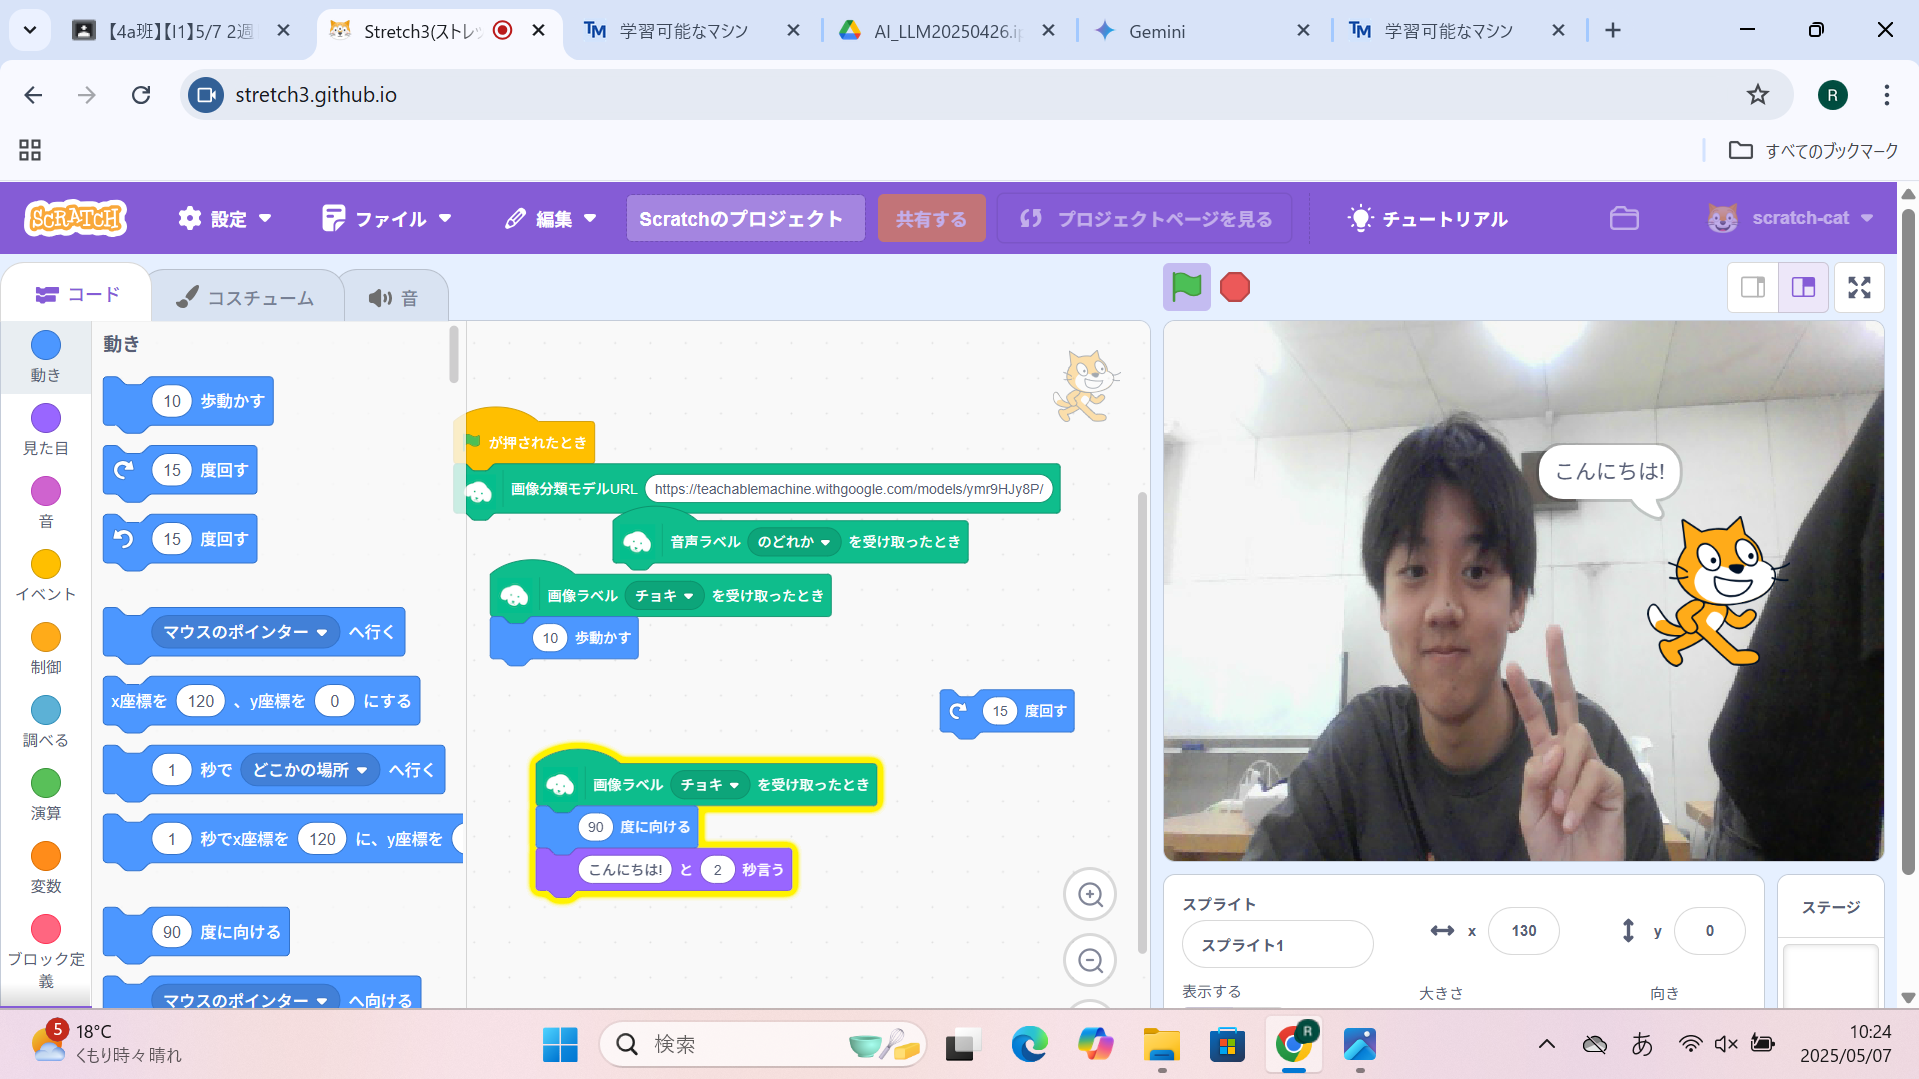 【4a班】【I1】5/7 2週
Stretch3(ストレッ
学習可能なマシン
AI_LLM20250426.ip
Gemini
学習可能なマシン
stretch3.github.io
R
すべてのブックマーク
SCRATCH
設定
ファイル
編集
Scratchのプロジェクト
共有する
プロジェクトページを見る
チュートリアル
scratch-cat
コード
コスチューム
音
動き
見た目
音
イベント
制御
調べる
演算
変数
ブロック定
義
動き
10 歩動かす
15 度回す
15 度回す
マウスのポインター へ行く
x座標を 120 、y座標を 0 にする
1 秒で どこかの場所 へ行く
1 秒でx座標を 120 に、y座標を
90 度に向ける
マウスのポインター へ向ける
が押されたとき
画像分類モデルURL https://teachablemachine.withgoogle.com/models/ymr9HJy8P/
音声ラベル のどれか を受け取ったとき
画像ラベル チョキ を受け取ったとき
10 歩動かす
15 度回す
画像ラベル チョキ を受け取ったとき
90 度に向ける
こんにちは! と 2 秒言う
こんにちは!
スプライト
スプライト1
x 130
y 0
表示する
大きさ
向き
ステージ
5
18°C
くもり時々晴れ
検索
R
あ
10:24
2025/05/07